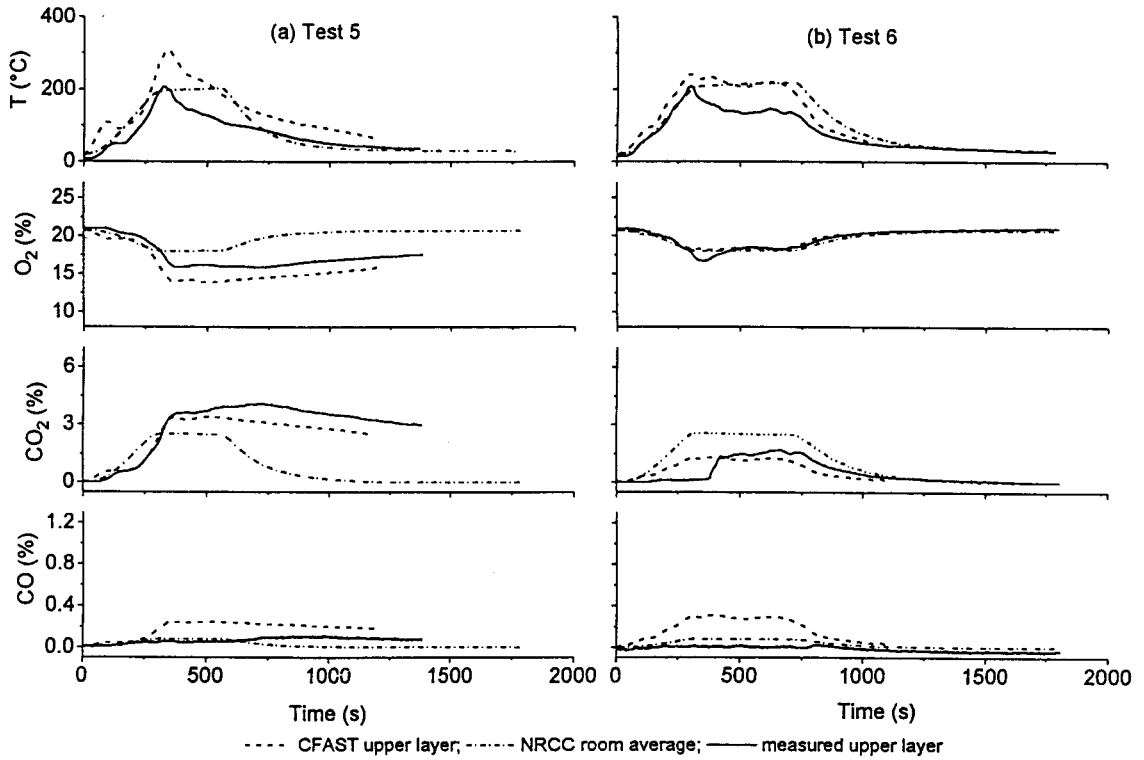 (a) Test 5
(b) Test 6
T (°C)
400
200
0
O2 (%)
25
20
15
10
CO2 (%)
6
3
0
CO (%)
1.2
0.8
0.4
0.0
0
500
1000
1500
2000
0
500
1000
1500
2000
Time (s)
Time (s)
CFAST upper layer; NRCC room average; measured upper layer